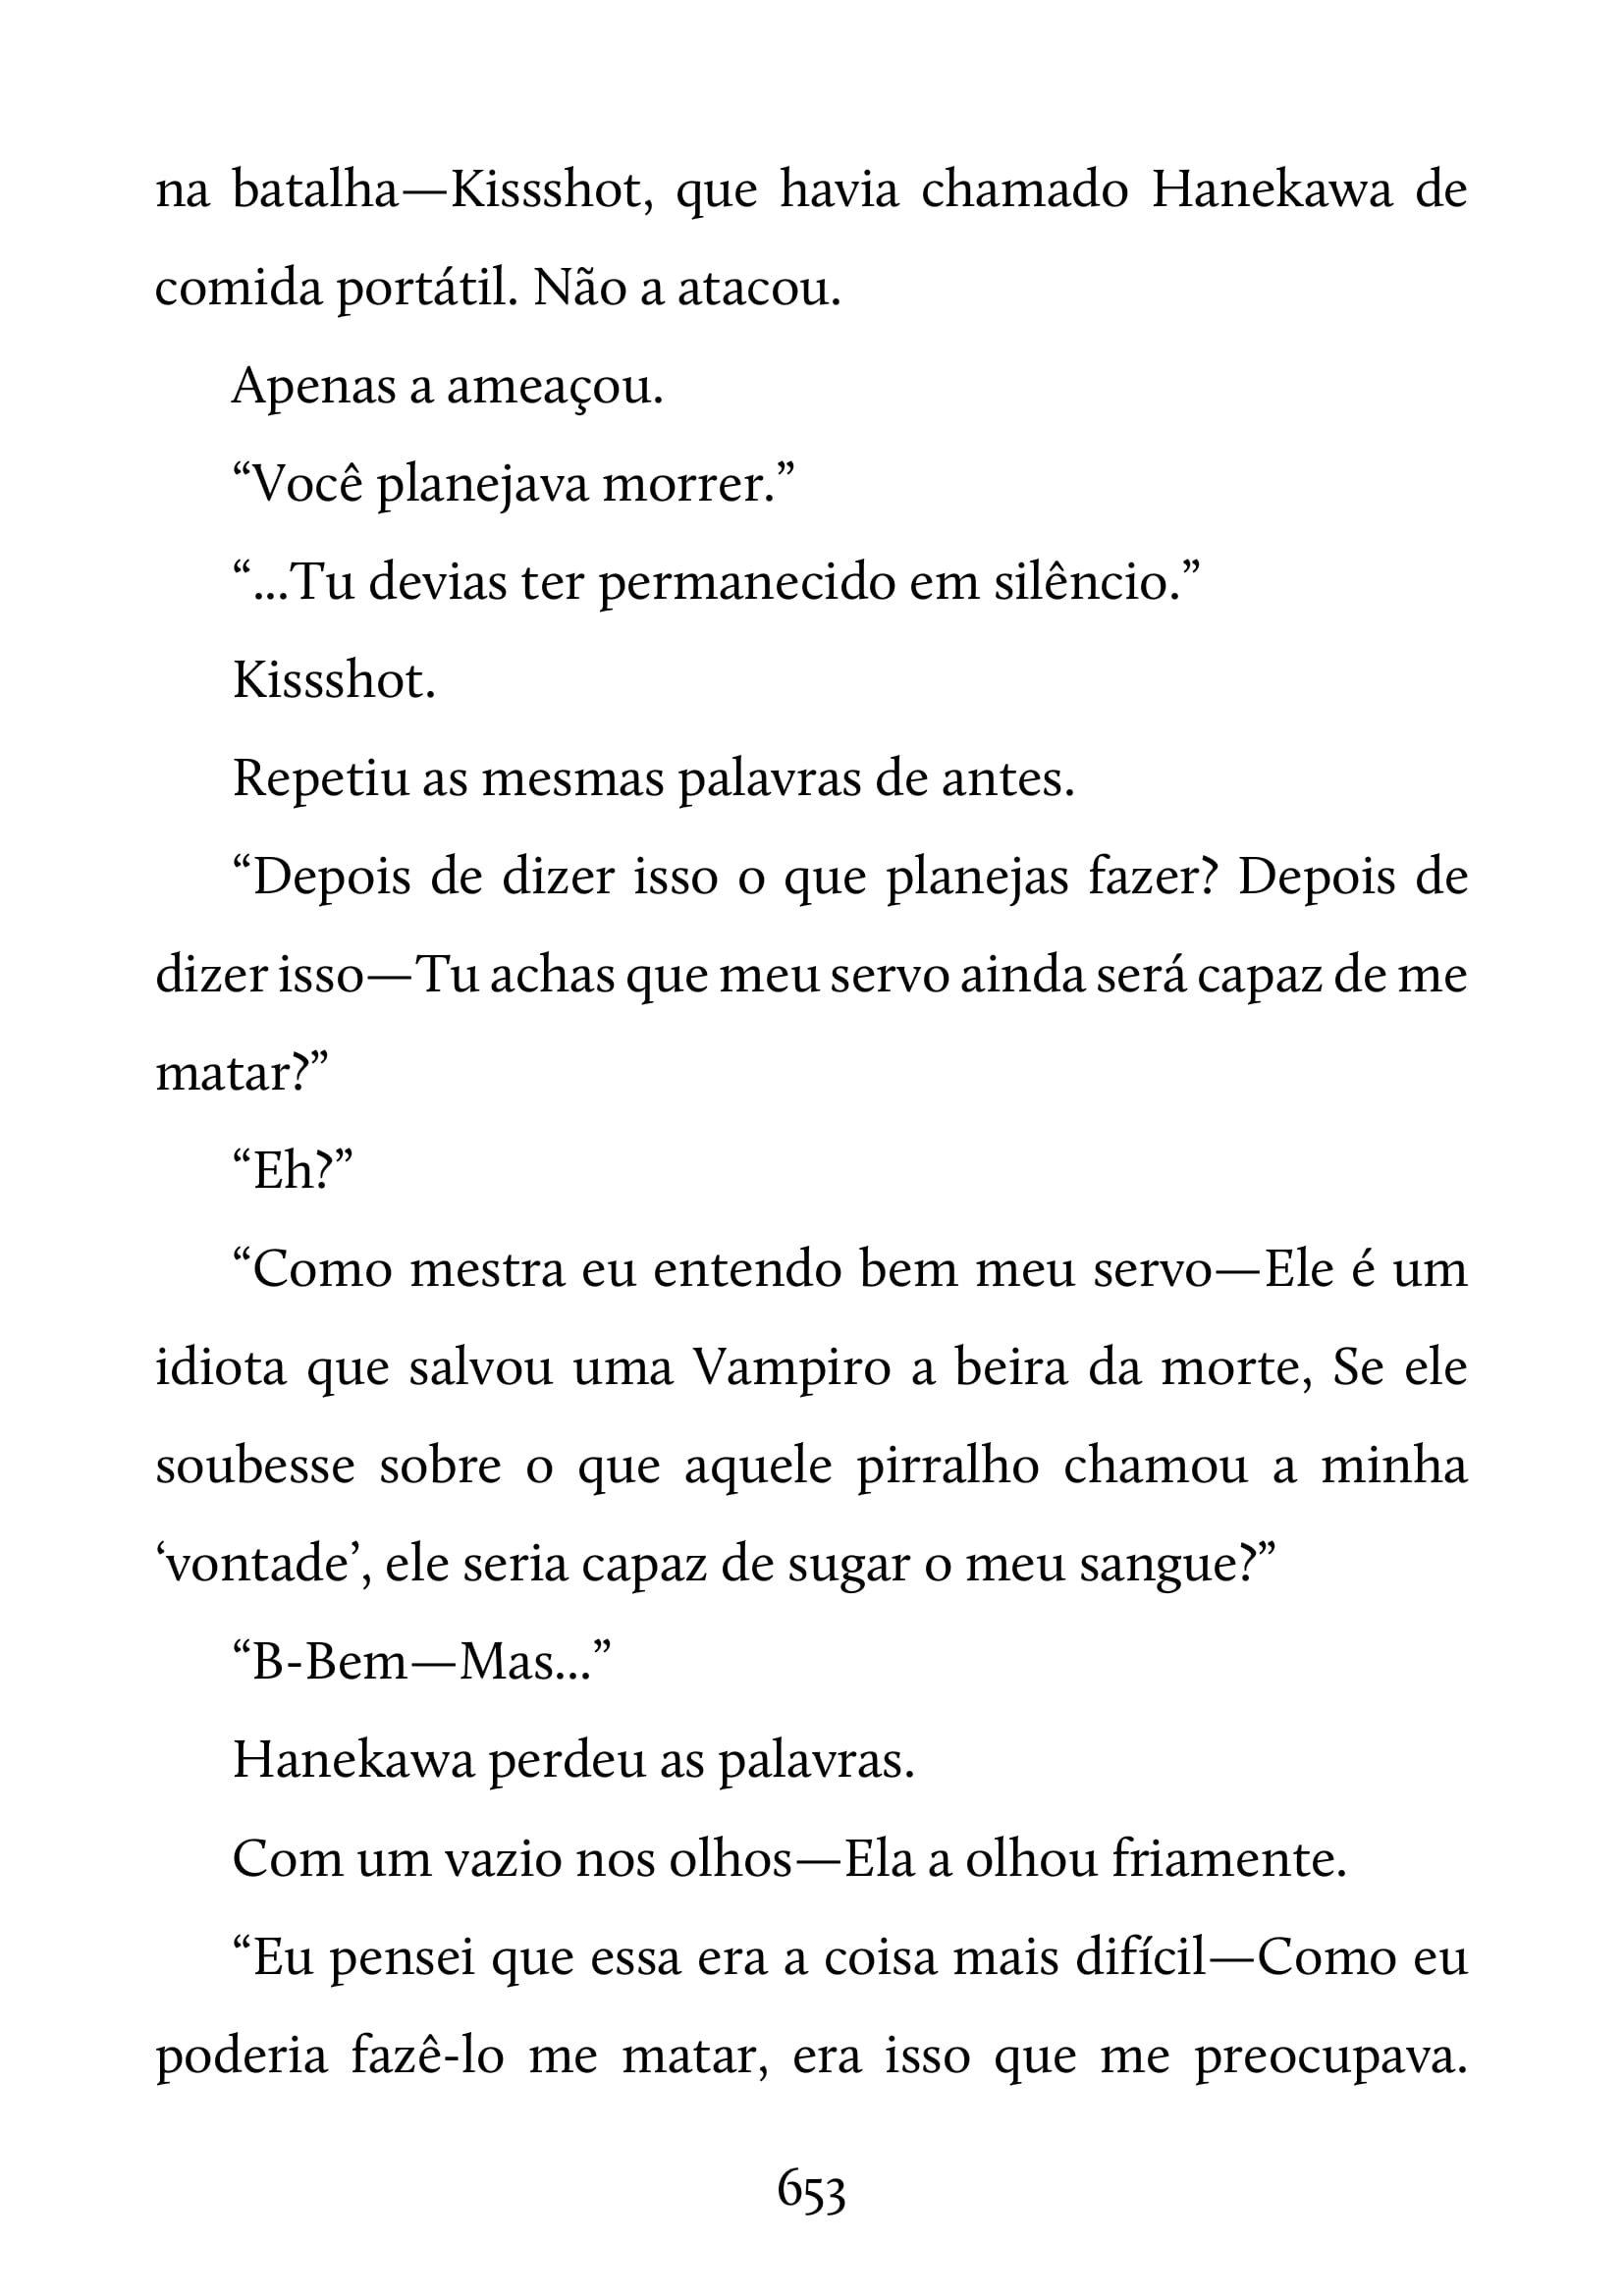 na batalha—Kissshot, que havia chamado Hanekawa de
comida portátil. Não a atacou.
Apenas a ameaçou.
“Você planejava morrer.”
“...Tu devias ter permanecido em silêncio.”
Kissshot.
Repetiu as mesmas palavras de antes.
“Depois de dizer isso o que planejas fazer? Depois de
dizer isso—Tu achas que meu servo ainda será capaz de me
matar?”
“Eh?”
“Como mestra eu entendo bem meu servo—Ele é um
idiota que salvou uma Vampiro a beira da morte, Se ele
soubesse sobre o que aquele pirralho chamou a minha
‘vontade’, ele seria capaz de sugar o meu sangue?”
“B-Bem—Mas...”
Hanekawa perdeu as palavras.
Com um vazio nos olhos—Ela a olhou friamente.
“Eu pensei que essa era a coisa mais difícil—Como eu
poderia fazê-lo me matar, era isso que me preocupava.
653